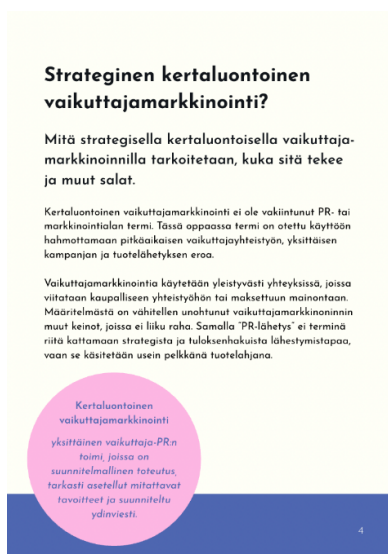 Strateginen kertaluontoinen
vaikuttajamarkkinointi?
Mitä strategisella kertaluontoisella vaikuttaja-
markkinoinnilla tarkoitetaan, kuka sitä tekee
ja muut salat.
Kertaluontoinen vaikuttajamarkkinointi ei ole vakiintunut PR- tai
markkinointialan termi. Tässä oppaassa termi on otettu käyttöön
hahmottamaan pitkäaikaisen vaikuttajayhteistyön, yksittäisen
kampanjan ja tuotelähetyksen eroa.
Vaikuttajamarkkinointia käytetään yleistyvästi yhteyksissä, joissa
viitataan kaupalliseen yhteistyöhön tai maksettuun mainontaan.
Määritelmästä on vähitellen unohtunut vaikuttajamarkkinoninnin
muut keinot, joissa ei liiku raha. Samalla "PR-lähetys" ei terminä
riitä kattamaan strategista ja tuloksenhakuista lähestymistapaa,
vaan se käsitetään usein pelkkänä tuotelahjana.
Kertaluontoinen
vaikuttajamarkkinointi
yksittäinen vaikuttaja-PR:n
toimi, joissa on
suunnitelmallinen toteutus,
tarkasti asetellut mitattavat
tavoitteet ja suunniteltu
ydinviesti.
4